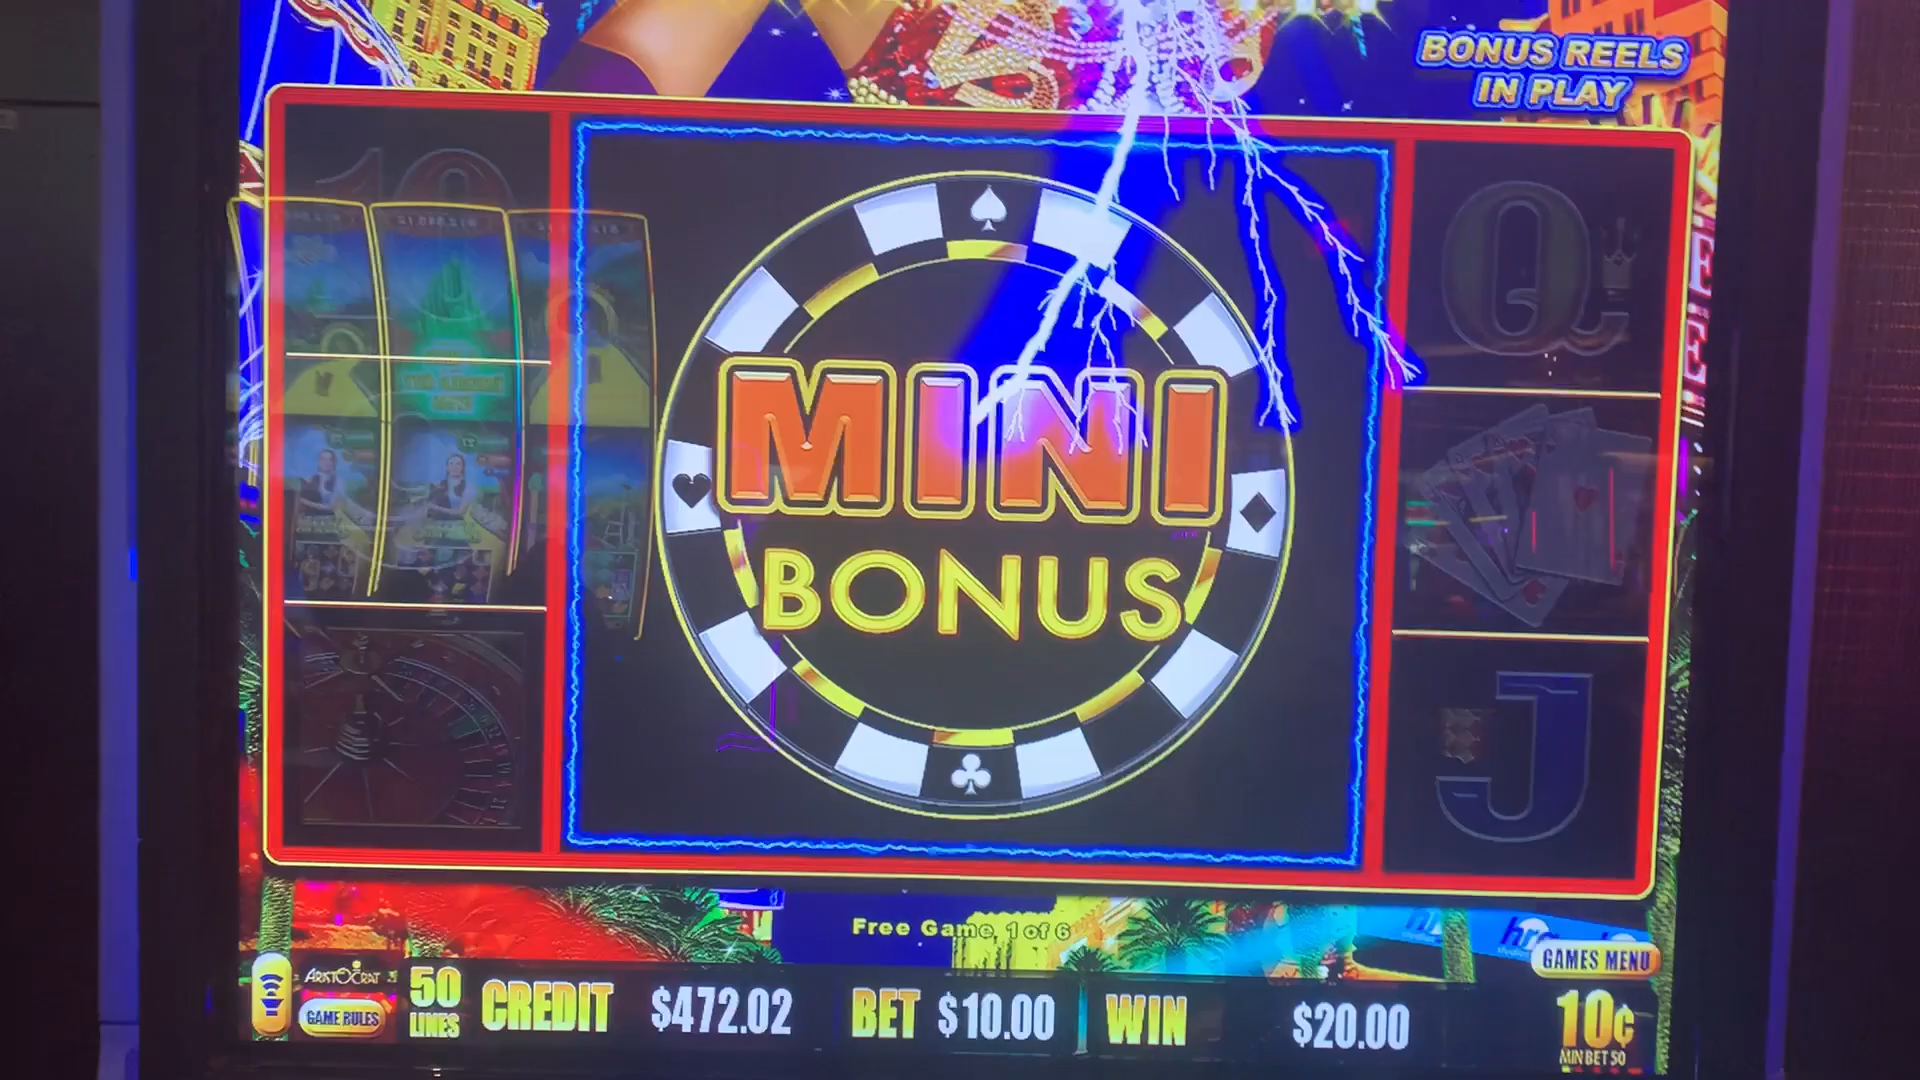 BONUS REELS
IN PLAY
10
Q
MINI
BONUS
J
Free Game, 1 of 6
ARISTOCRAT
GAME RULES
50
LINES
CREDIT $472.02
BET $10.00
WIN $20.00
GAMES MENU
10¢
MIN BET 50